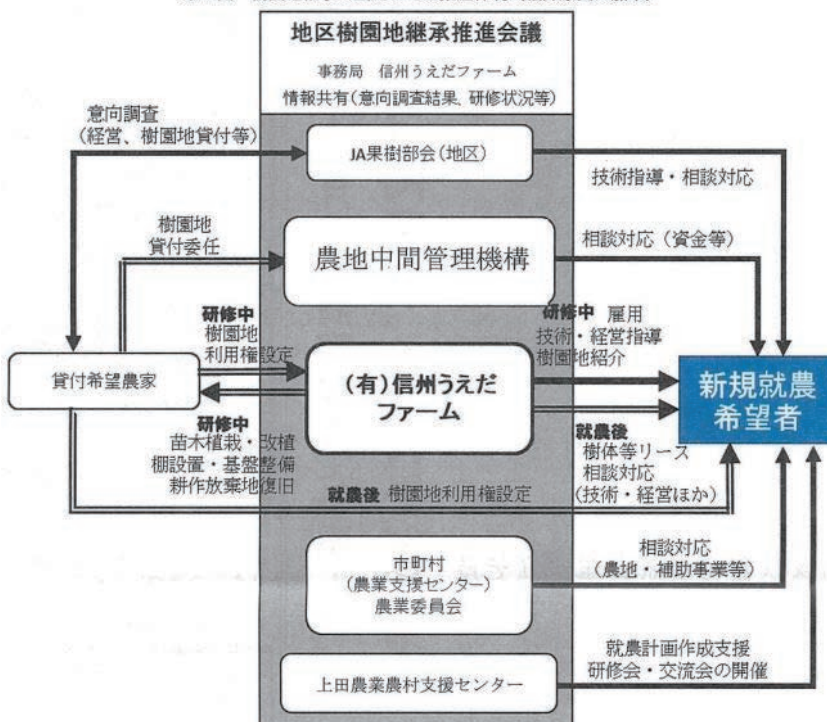 地区樹園地継承推進会議
事務局 信州うえだファーム
情報共有(意向調査結果、研修状況等)
意向調査
(経営、樹園地貸付等)
JA果樹部会(地区)
技術指導・相談対応
樹園地
貸付委任
農地中間管理機構
相談対応(資金等)
研修中
樹園地
利用権設定
研修中 雇用
技術・経営指導
樹園地紹介
貸付希望農家
(有)信州うえだ
ファーム
新規就農
希望者
研修中
苗木植栽・改植
棚設置・基盤整備
耕作放棄地復旧
就農後
樹体等リース
相談対応
(技術・経営ほか)
就農後 樹園地利用権設定
市町村
(農業支援センター)
農業委員会
相談対応
(農地・補助事業等)
上田農業農村支援センター
就農計画作成支援
研修会・交流会の開催